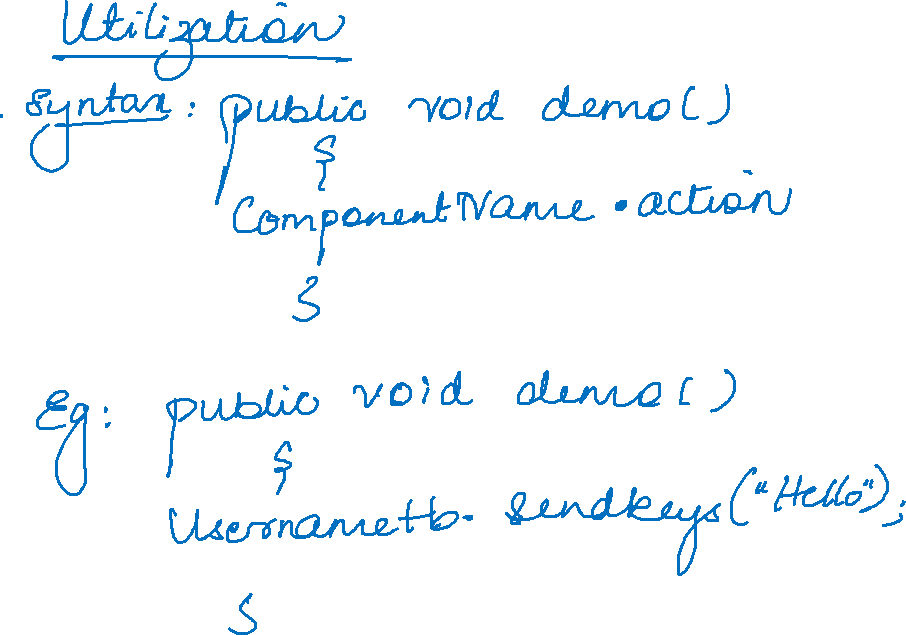 Utilization
Syntax: public void demo()
{
ComponentName.action
}
Eg: public void demo()
{
Usernametb.sendkeys("Hello");
}